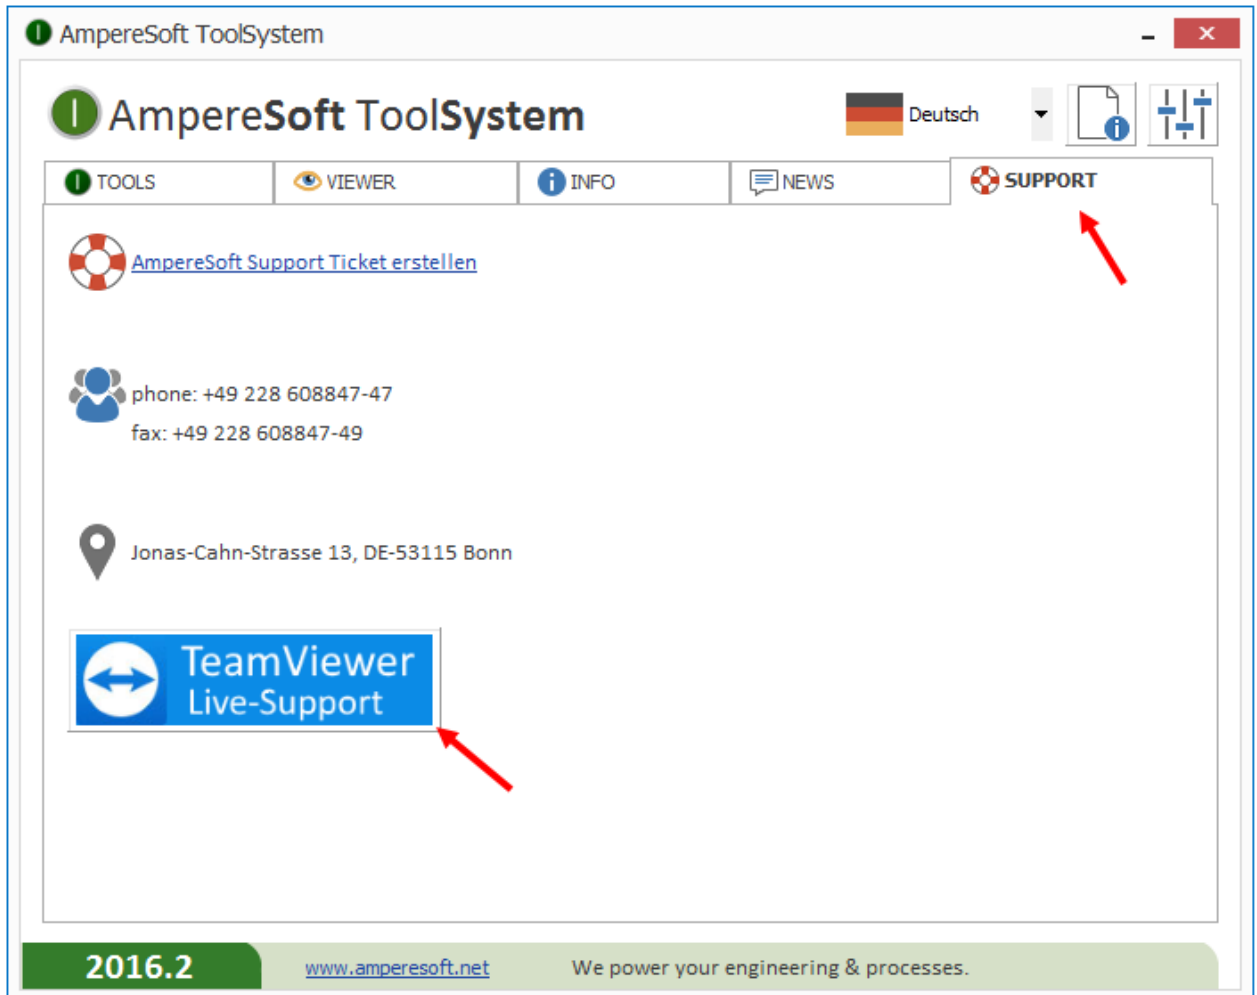 AmpereSoft ToolSystem
AmpereSoft ToolSystem
Deutsch
TOOLS
VIEWER
INFO
NEWS
SUPPORT
AmpereSoft Support Ticket erstellen
phone: +49 228 608847-47
fax: +49 228 608847-49
Jonas-Cahn-Strasse 13, DE-53115 Bonn
TeamViewer
Live-Support
2016.2
www.amperesoft.net
We power your engineering & processes.